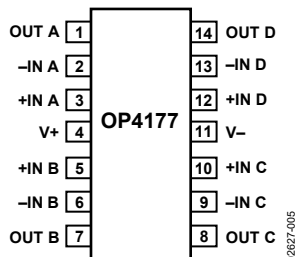 OUT A 1 14 OUT D
–IN A 2 13 –IN D
+IN A 3 12 +IN D
V+ 4 OP4177 11 V–
+IN B 5 10 +IN C
–IN B 6 9 –IN C
OUT B 7 8 OUT C
02627-005